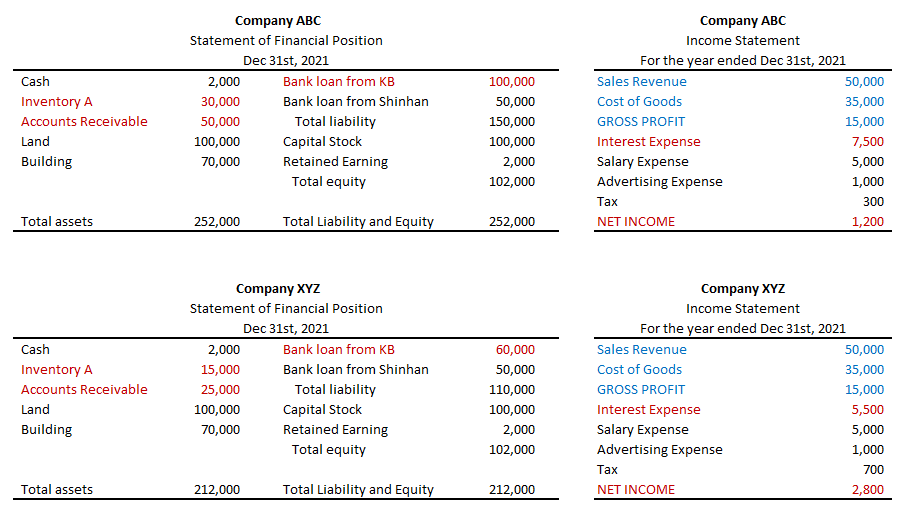 Company ABC
Statement of Financial Position
Dec 31st, 2021
Cash 2,000 Bank loan from KB 100,000
Inventory A 30,000 Bank loan from Shinhan 50,000
Accounts Receivable 50,000 Total liability 150,000
Land 100,000 Capital Stock 100,000
Building 70,000 Retained Earning 2,000
Total equity 102,000
Total assets 252,000 Total Liability and Equity 252,000
Company ABC
Income Statement
For the year ended Dec 31st, 2021
Sales Revenue 50,000
Cost of Goods 35,000
GROSS PROFIT 15,000
Interest Expense 7,500
Salary Expense 5,000
Advertising Expense 1,000
Tax 300
NET INCOME 1,200
Company XYZ
Statement of Financial Position
Dec 31st, 2021
Cash 2,000 Bank loan from KB 60,000
Inventory A 15,000 Bank loan from Shinhan 50,000
Accounts Receivable 25,000 Total liability 110,000
Land 100,000 Capital Stock 100,000
Building 70,000 Retained Earning 2,000
Total equity 102,000
Total assets 212,000 Total Liability and Equity 212,000
Company XYZ
Income Statement
For the year ended Dec 31st, 2021
Sales Revenue 50,000
Cost of Goods 35,000
GROSS PROFIT 15,000
Interest Expense 5,500
Salary Expense 5,000
Advertising Expense 1,000
Tax 700
NET INCOME 2,800